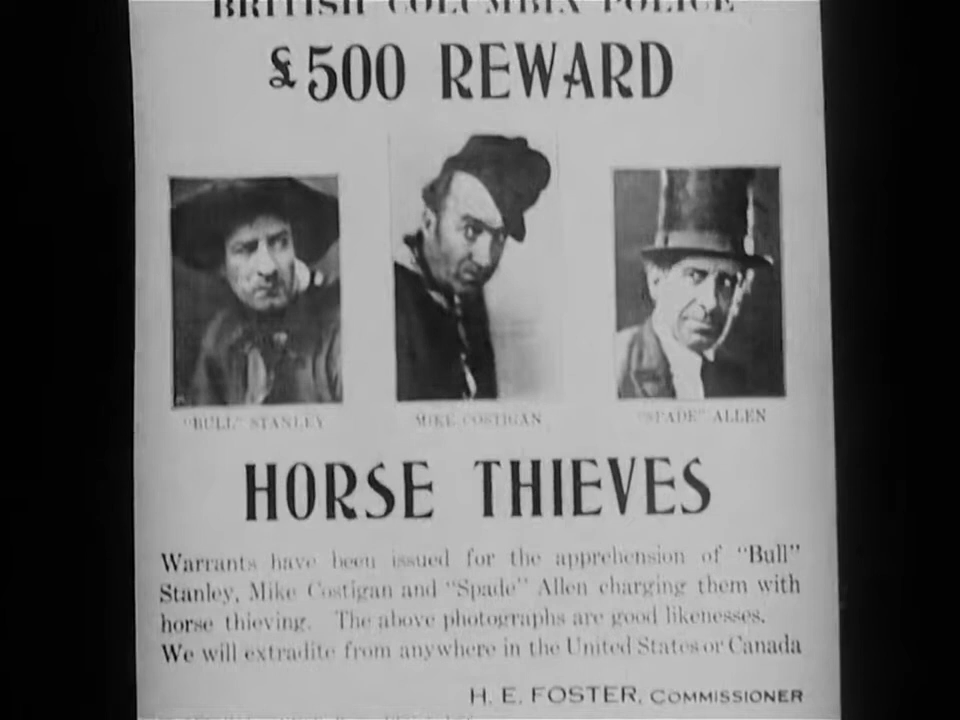 BRITISH COLUMBIA POLICE
£500 REWARD
"BULL" STANLEY
MIKE COSTIGAN
"SPADE" ALLEN
HORSE THIEVES
Warrants have been issued for the apprehension of "Bull"
Stanley, Mike Costigan and "Spade" Allen charging them with
horse thieving. The above photographs are good likenesses.
We will extradite from anywhere in the United States or Canada
H. E. FOSTER, COMMISSIONER